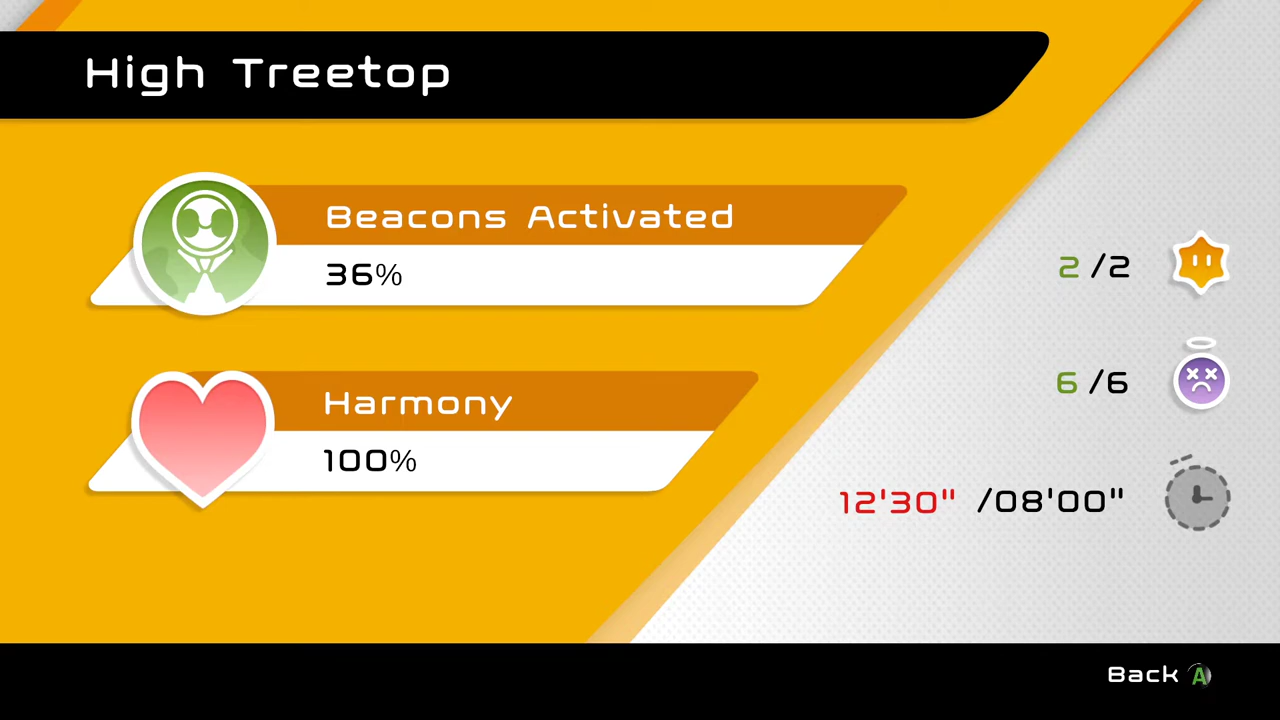 High Treetop
Beacons Activated
36%
2 /2
Harmony
100%
6 /6
12'30" /08'00"
Back A